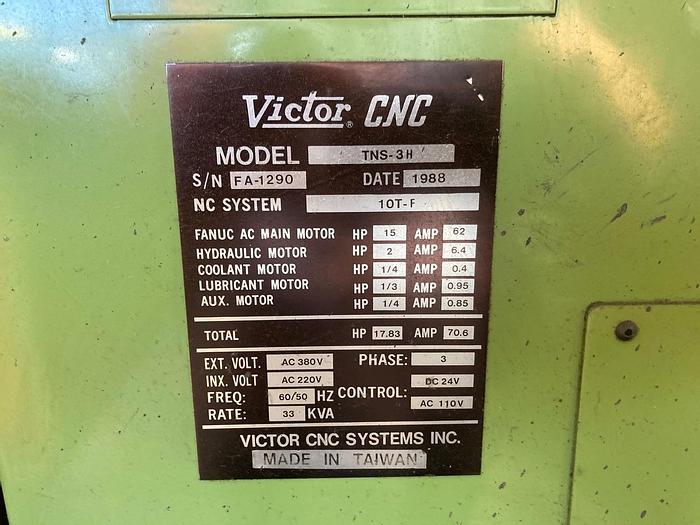 Victor® CNC
MODEL TNS-3H
S/N FA-1290 DATE 1988
NC SYSTEM 10T-F
FANUC AC MAIN MOTOR HP 15 AMP 62
HYDRAULIC MOTOR HP 2 AMP 6.4
COOLANT MOTOR HP 1/4 AMP 0.4
LUBRICANT MOTOR HP 1/3 AMP 0.95
AUX. MOTOR HP 1/4 AMP 0.85
TOTAL HP 17.83 AMP 70.6
EXT. VOLT. AC 380V PHASE: 3
INX. VOLT AC 220V DC 24V
FREQ: 60/50 HZ CONTROL: AC 110V
RATE: 33 KVA
VICTOR CNC SYSTEMS INC.
MADE IN TAIWAN